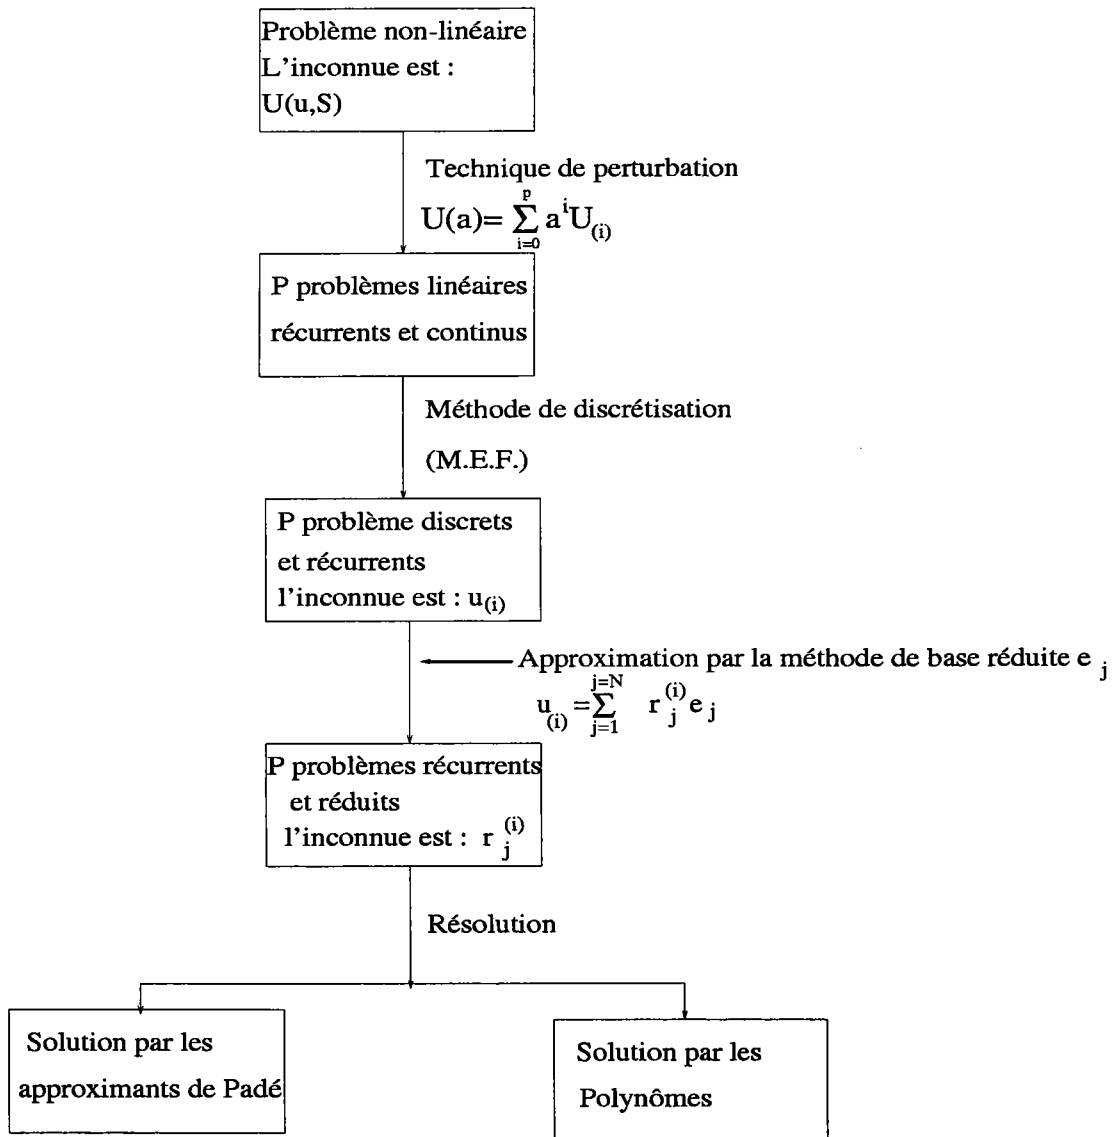 Problème non-linéaire
L'inconnue est :
U(u,S)
Technique de perturbation
U(a)= \sum_{i=0}^{p} a^i U_{(i)}
P problèmes linéaires
récurrents et continus
Méthode de discrétisation
(M.E.F.)
P problème discrets
et récurrents
l'inconnue est : u_{(i)}
Approximation par la méthode de base réduite e_j
u_{(i)} = \sum_{j=1}^{j=N} r_j^{(i)} e_j
P problèmes récurrents
et réduits
l'inconnue est : r_j^{(i)}
Résolution
Solution par les
approximants de Padé
Solution par les
Polynômes